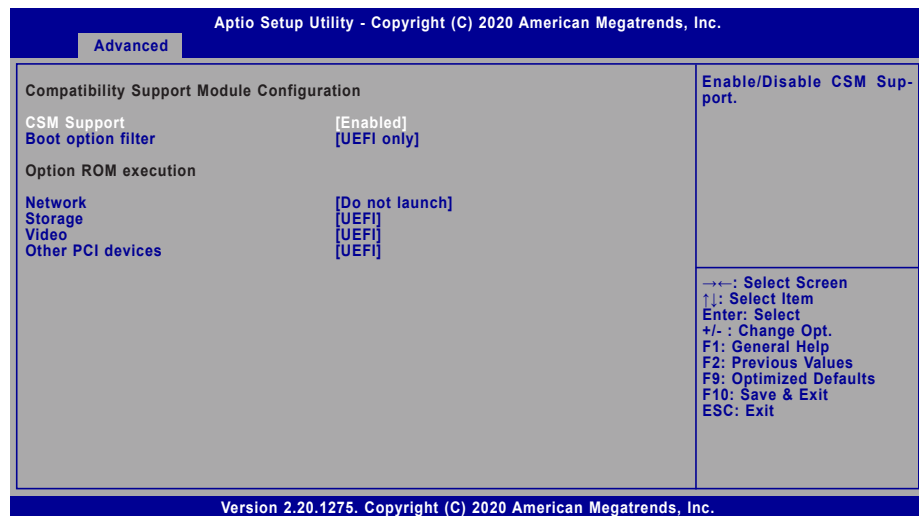 Aptio Setup Utility - Copyright (C) 2020 American Megatrends, Inc.
Advanced
Compatibility Support Module Configuration
CSM Support [Enabled]
Boot option filter [UEFI only]
Option ROM execution
Network [Do not launch]
Storage [UEFI]
Video [UEFI]
Other PCI devices [UEFI]
Enable/Disable CSM Sup-
port.
→←: Select Screen
↑↓: Select Item
Enter: Select
+/- : Change Opt.
F1: General Help
F2: Previous Values
F9: Optimized Defaults
F10: Save & Exit
ESC: Exit
Version 2.20.1275. Copyright (C) 2020 American Megatrends, Inc.